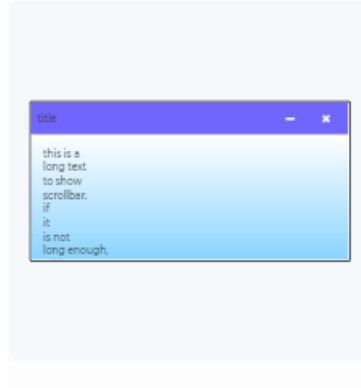 title
this is a
long text
to show
scrollbar.
if
it
is not
long enough,